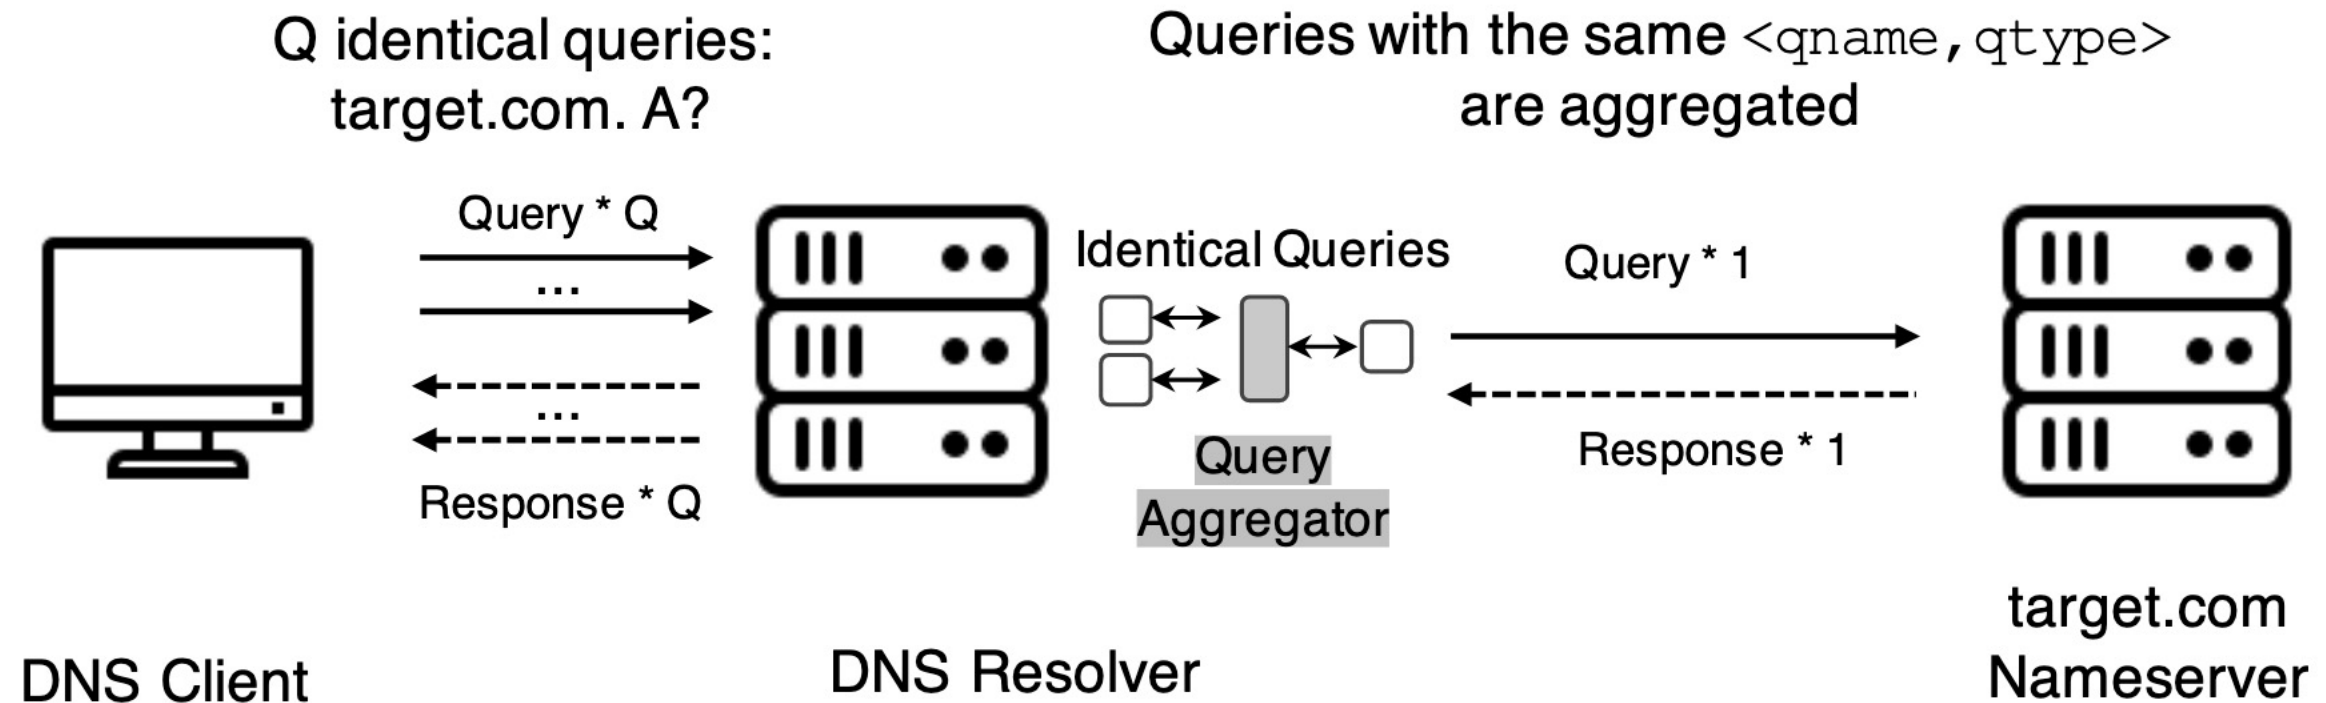 Q identical queries:
target.com. A?
Queries with the same <qname,qtype>
are aggregated
Query * Q
...
...
Response * Q
Identical Queries
Query
Aggregator
Query * 1
Response * 1
DNS Client
DNS Resolver
target.com
Nameserver